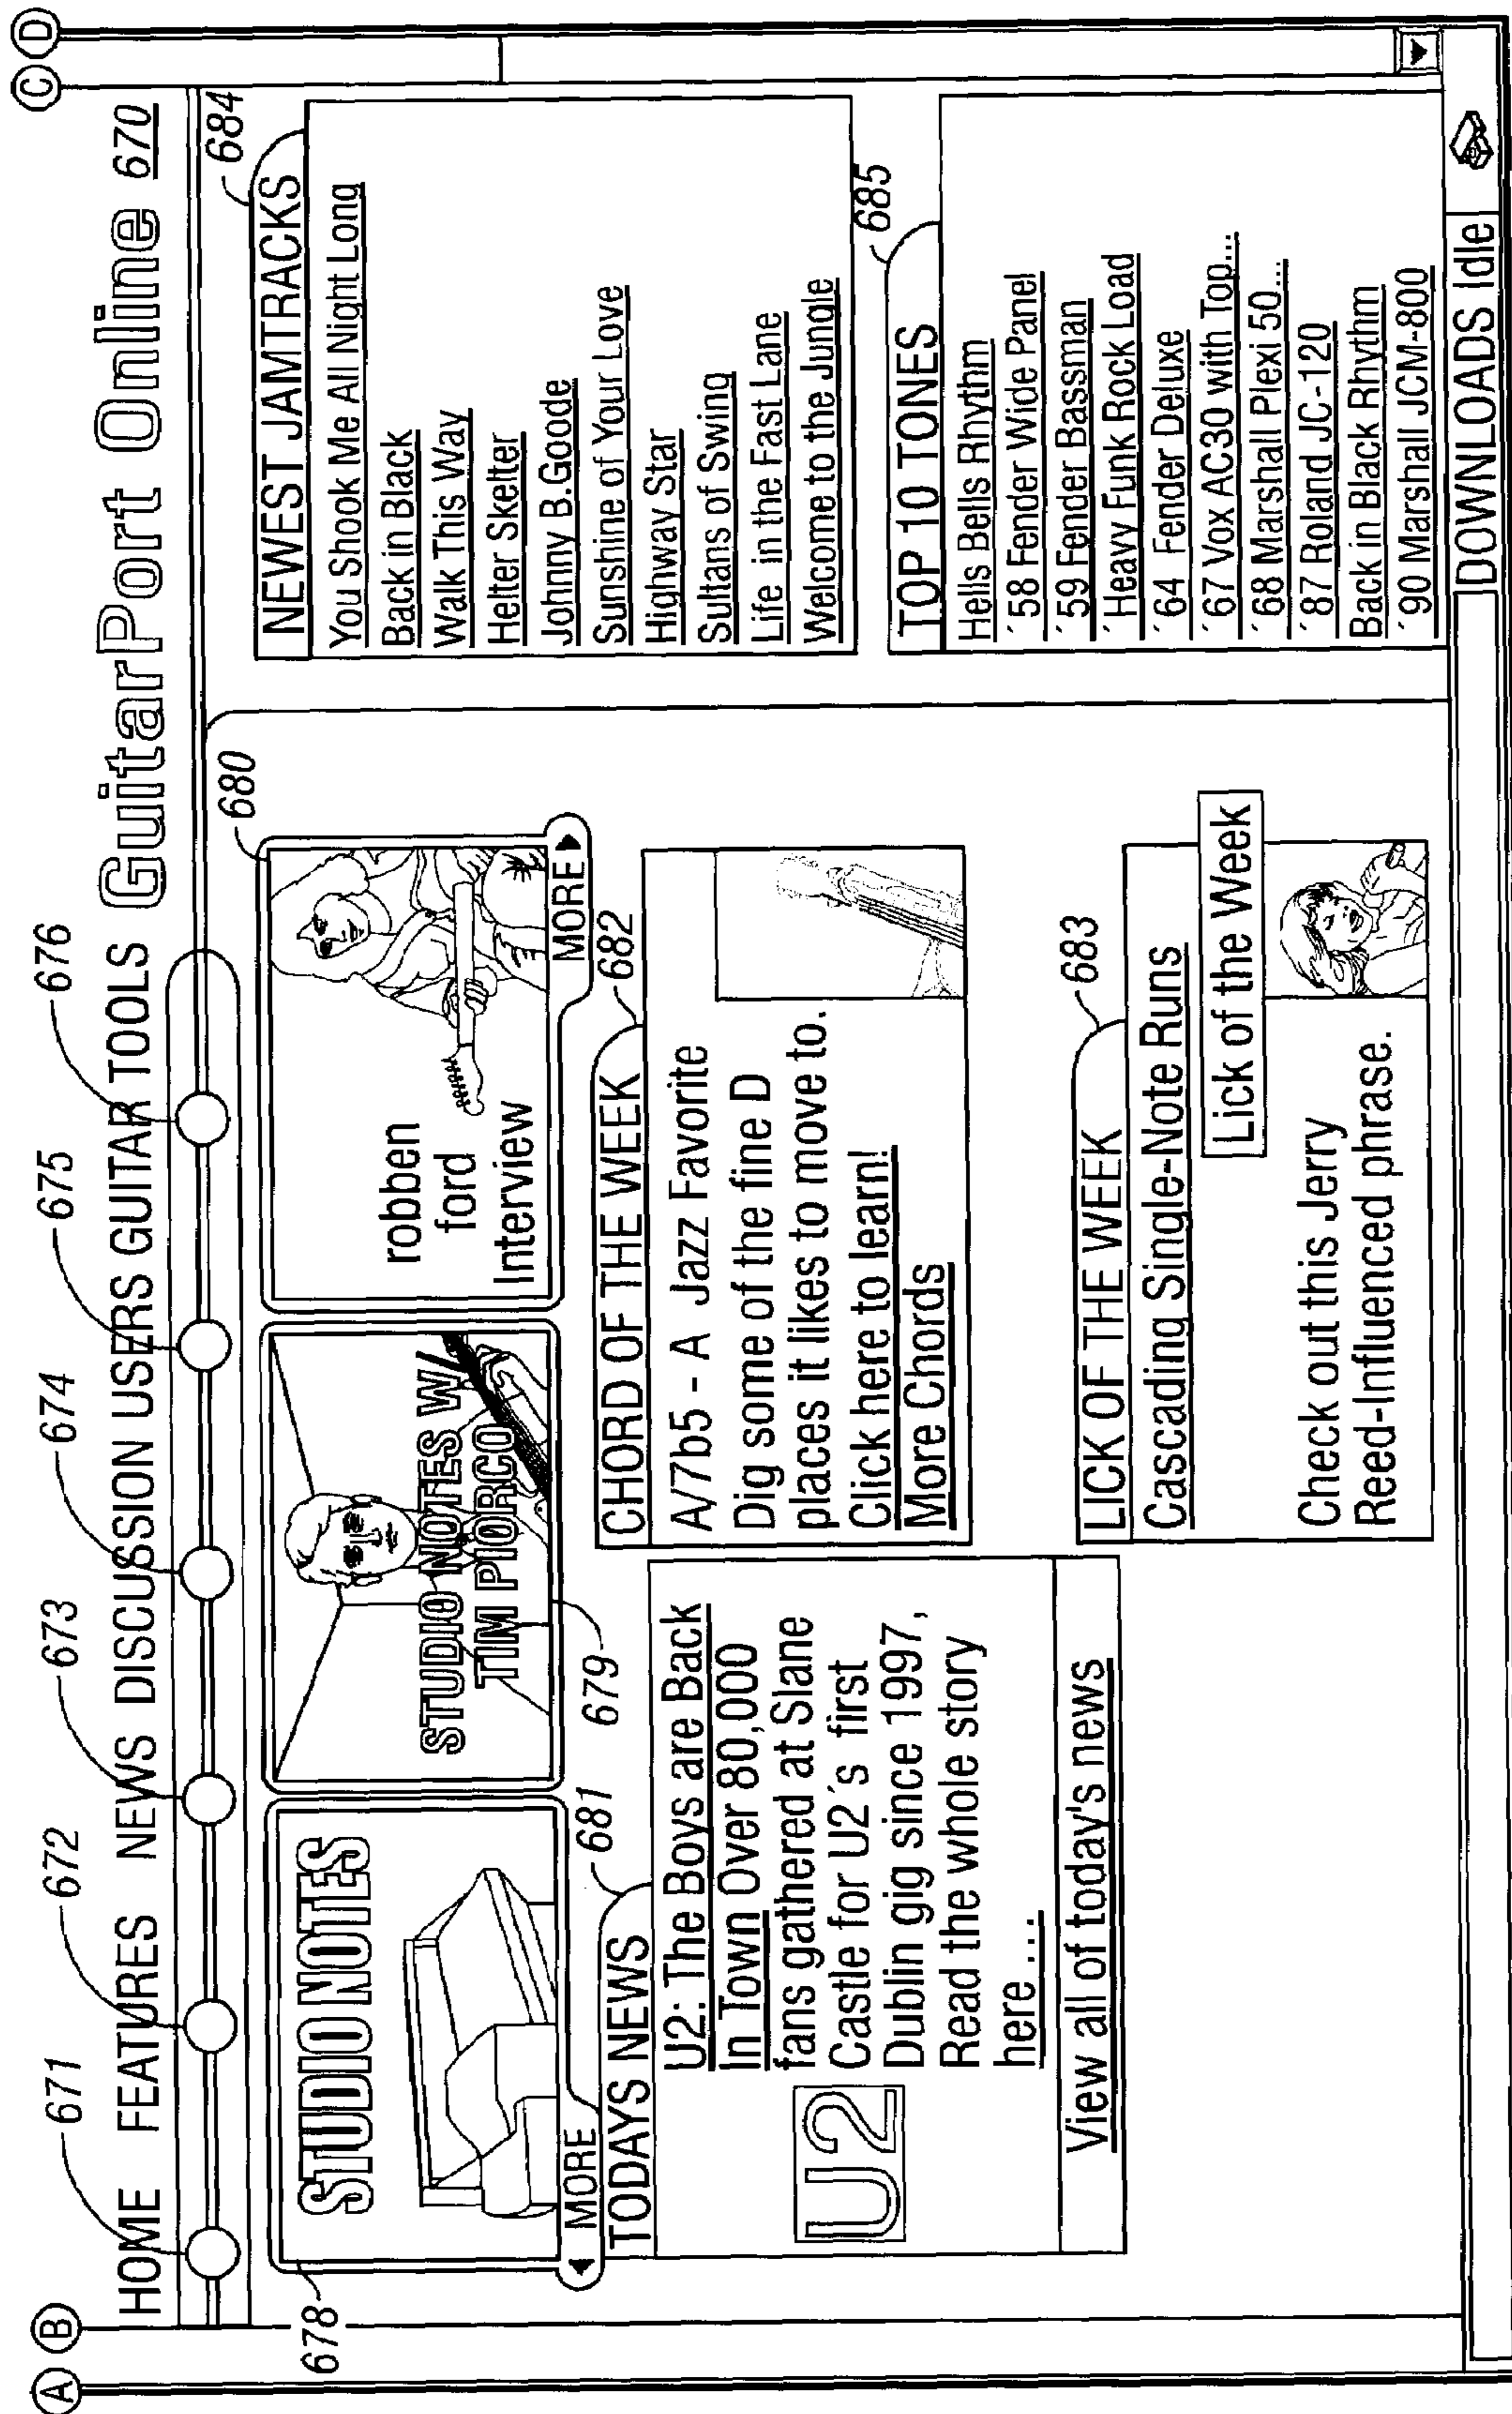 A B
C D
671 672 673 674 675 676
HOME FEATURES NEWS DISCUSSION USERS GUITAR TOOLS GuitarPort Online 670
678
STUDIO NOTES
MORE
STUDIO NOTES W/
TIM PIORCO
679
680
robben
ford
Interview
MORE
681
TODAYS NEWS
U2
U2: The Boys are Back
In Town Over 80,000
fans gathered at Slane
Castle for U2´s first
Dublin gig since 1997,
Read the whole story
here ...
View all of today's news
682
CHORD OF THE WEEK
A/7b5 - A Jazz Favorite
Dig some of the fine D
places it likes to move to.
Click here to learn!
More Chords
683
LICK OF THE WEEK
Cascading Single-Note Runs
Lick of the Week
Check out this Jerry
Reed-Influenced phrase.
684
NEWEST JAMTRACKS
You Shook Me All Night Long
Back in Black
Walk This Way
Helter Skelter
Johnny B.Goode
Sunshine of Your Love
Highway Star
Sultans of Swing
Life in the Fast Lane
Welcome to the Jungle
685
TOP 10 TONES
Hells Bells Rhythm
´58 Fender Wide Panel
´59 Fender Bassman
´Heavy Funk Rock Load
´64 Fender Deluxe
´67 Vox AC30 with Top...
´68 Marshall Plexi 50...
´87 Roland JC-120
Back in Black Rhythm
´90 Marshall JCM-800
DOWNLOADS Idle